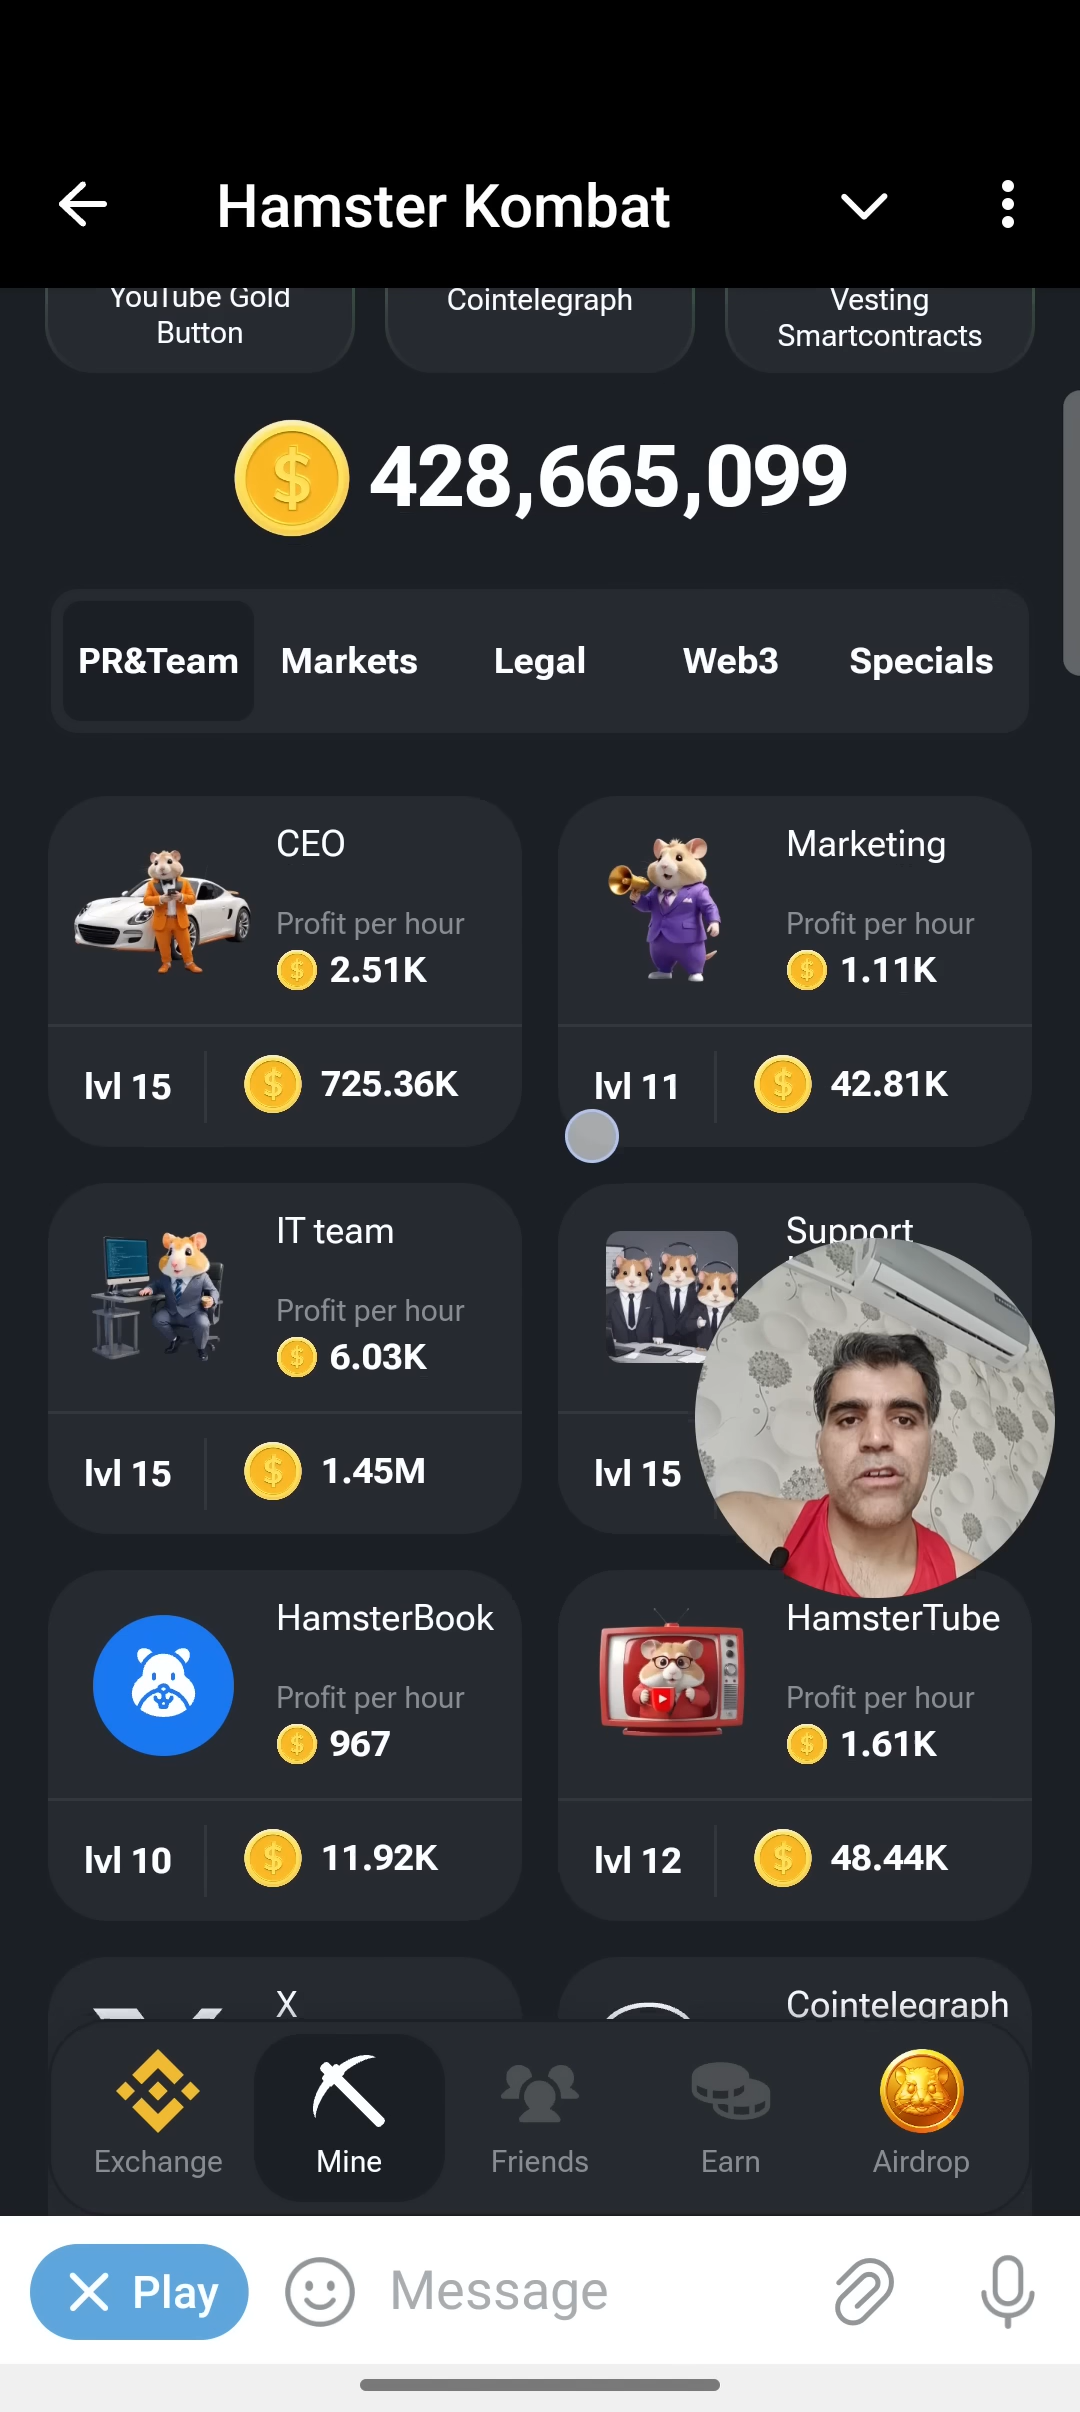 Hamster Kombat
YouTube Gold
Button
Cointelegraph
Vesting
Smartcontracts
$ 428,665,099
PR&Team
Markets
Legal
Web3
Specials
CEO
Profit per hour
$ 2.51K
lvl 15
$ 725.36K
Marketing
Profit per hour
$ 1.11K
lvl 11
$ 42.81K
IT team
Profit per hour
$ 6.03K
lvl 15
$ 1.45M
Support
lvl 15
HamsterBook
Profit per hour
$ 967
lvl 10
$ 11.92K
HamsterTube
Profit per hour
$ 1.61K
lvl 12
$ 48.44K
X
Cointelegraph
Exchange
Mine
Friends
Earn
Airdrop
Play
Message